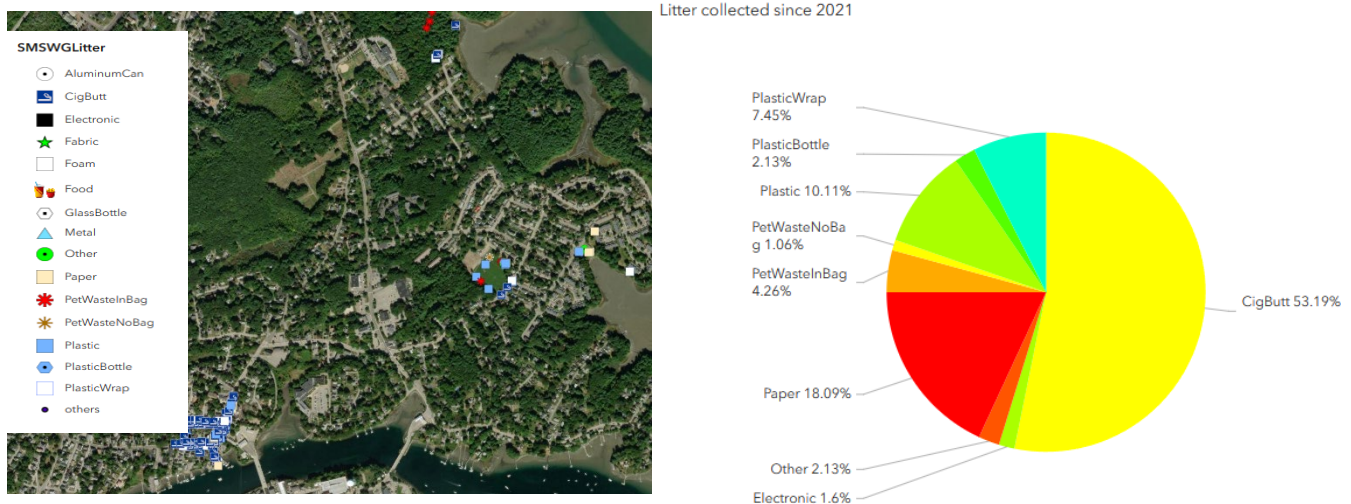 Litter collected since 2021
SMSWGLitter
AluminumCan
CigButt
Electronic
Fabric
Foam
Food
GlassBottle
Metal
Other
Paper
PetWasteInBag
PetWasteNoBag
Plastic
PlasticBottle
PlasticWrap
others
PlasticWrap
7.45%
PlasticBottle
2.13%
Plastic 10.11%
PetWasteNoBa
g 1.06%
PetWasteInBag
4.26%
CigButt 53.19%
Paper 18.09%
Other 2.13%
Electronic 1.6%